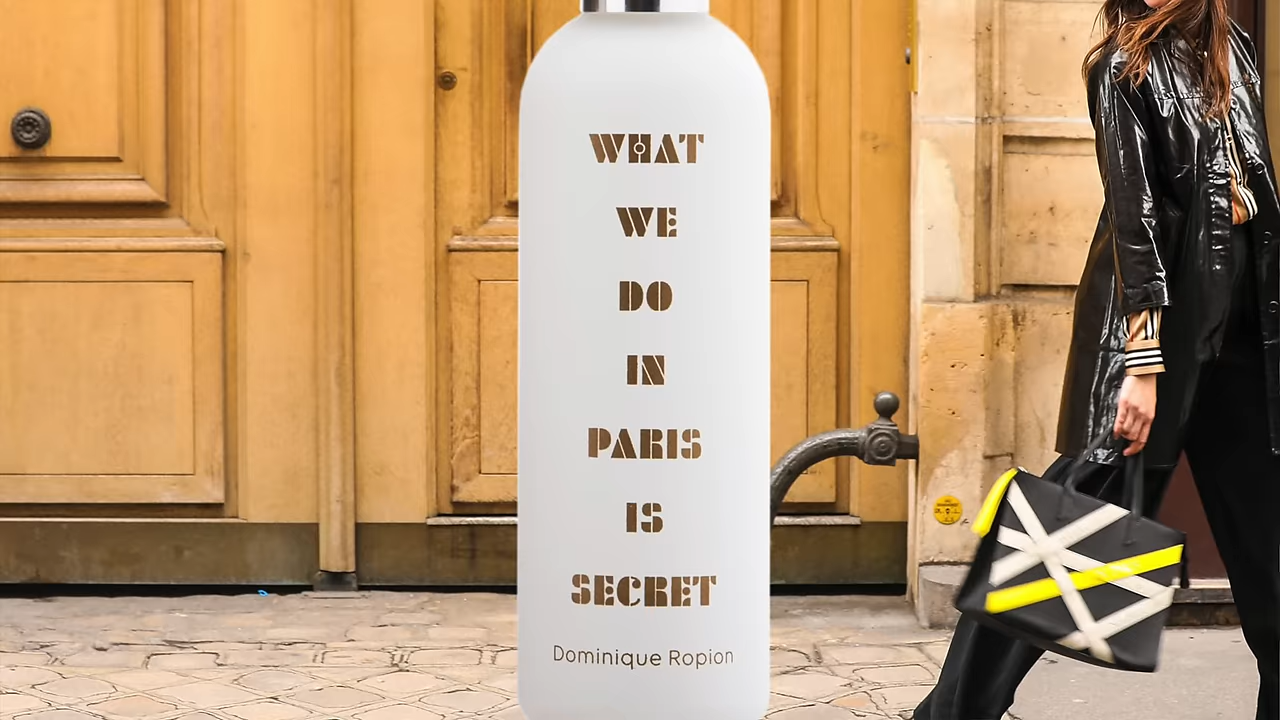 WHAT
WE
DO
IN
PARIS
IS
SECRET
Dominique Ropion